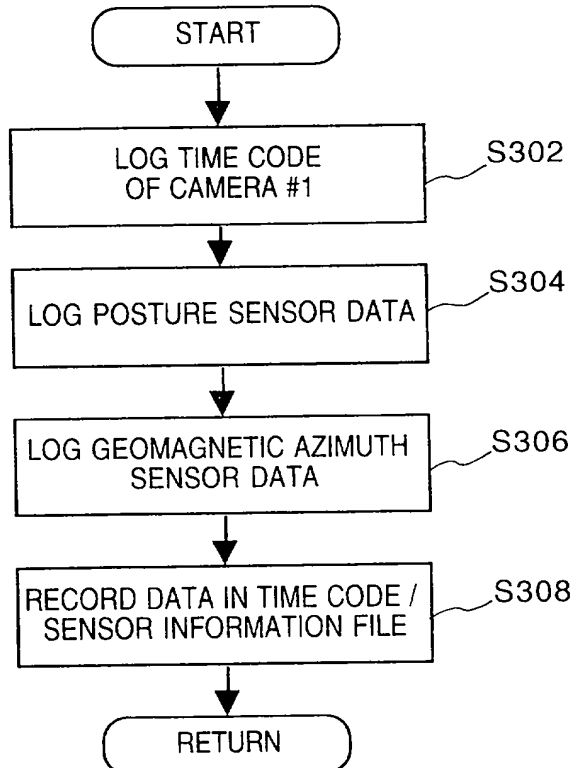 START
LOG TIME CODE
OF CAMERA #1
S302
LOG POSTURE SENSOR DATA
S304
LOG GEOMAGNETIC AZIMUTH
SENSOR DATA
S306
RECORD DATA IN TIME CODE /
SENSOR INFORMATION FILE
S308
RETURN